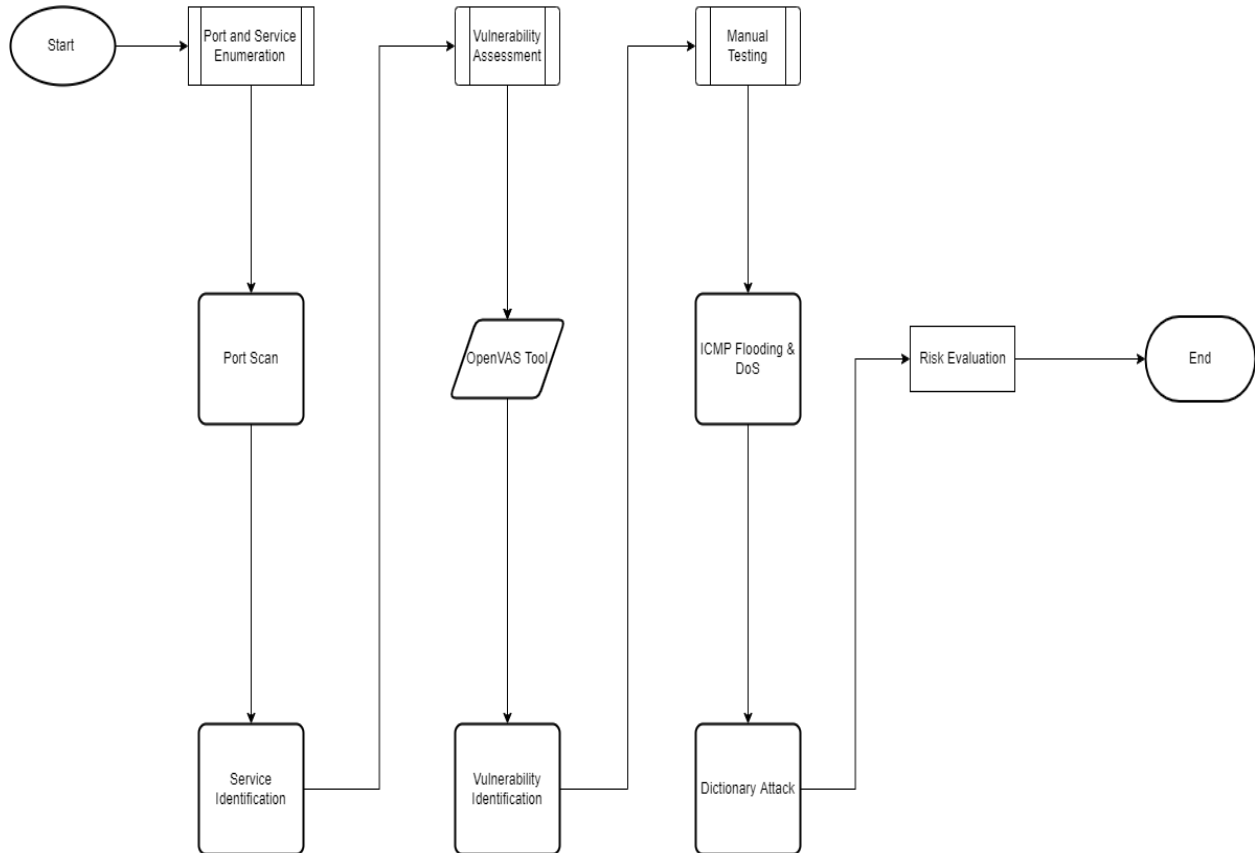 Start
Port and Service
Enumeration
Vulnerability
Assessment
Manual
Testing
Port Scan
OpenVAS Tool
ICMP Flooding &
DoS
Risk Evaluation
End
Service
Identification
Vulnerability
Identification
Dictionary Attack